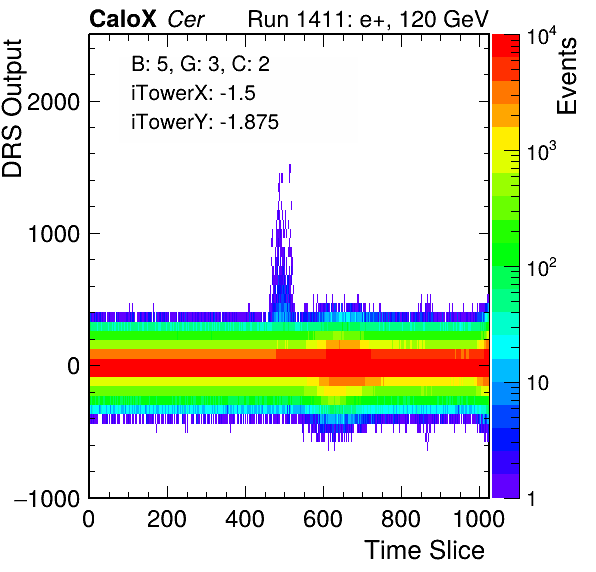 CaloX Cer Run 1411: e+, 120 GeV
B: 5, G: 3, C: 2
iTowerX: -1.5
iTowerY: -1.875
DRS Output
2000
1000
0
−1000
0 200 400 600 800 1000
Time Slice
Events
10^4
10^3
10^2
10
1